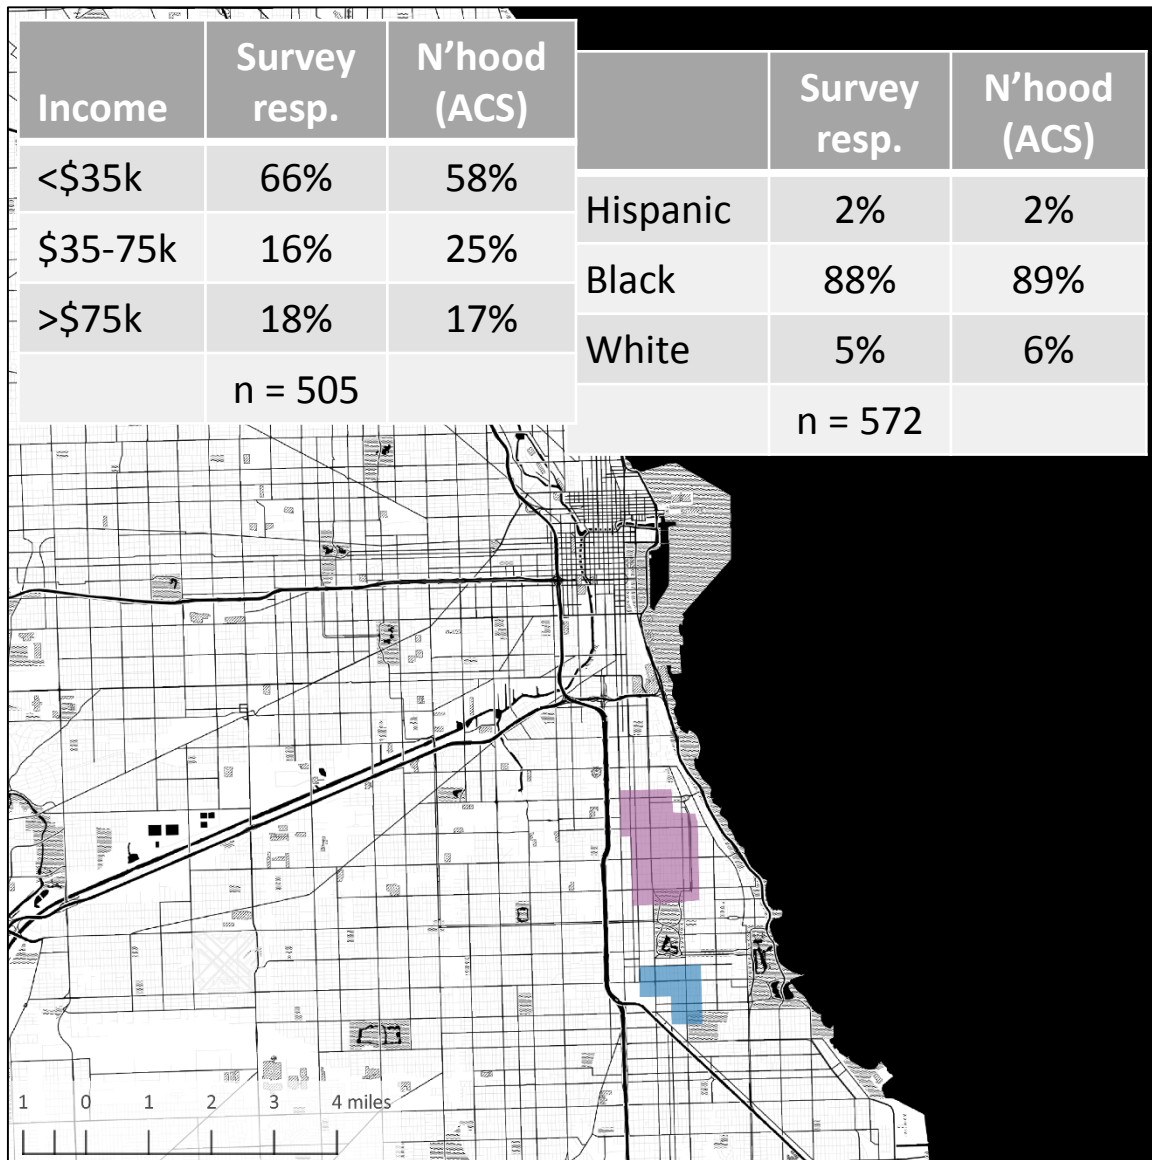 Income Survey resp. N’hood (ACS)
<$35k 66% 58%
$35-75k 16% 25%
>$75k 18% 17%
n = 505
Survey resp. N’hood (ACS)
Hispanic 2% 2%
Black 88% 89%
White 5% 6%
n = 572
1 0 1 2 3 4 miles